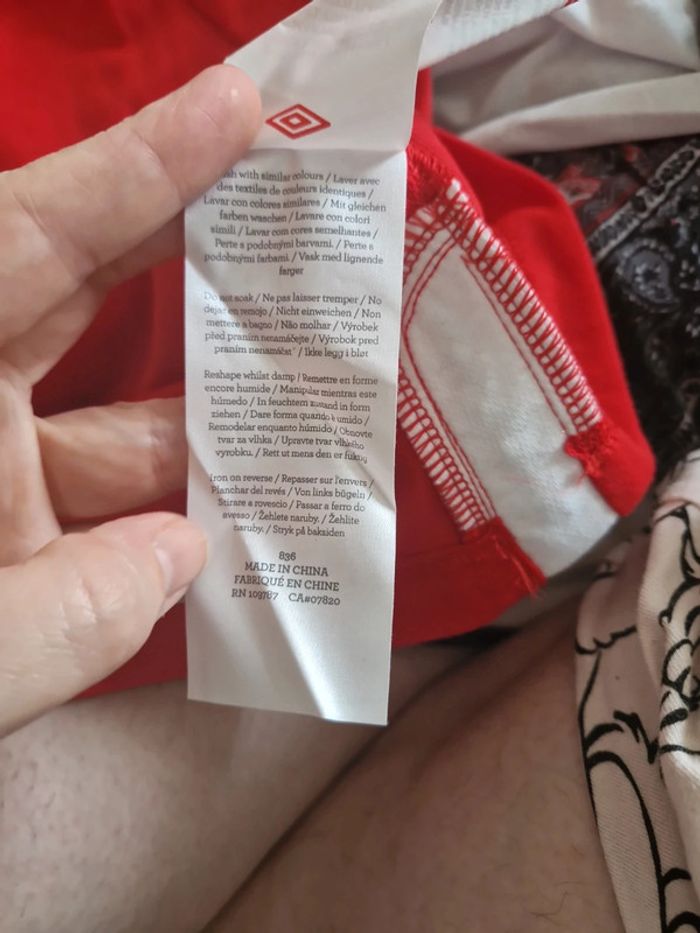 with similar colours / Laver avec
des textiles de couleurs identiques /
Lavar con colores similares / Mit gleichen
farben waschen / Lavare con colori
simili / Lavar com cores semelhantes /
Perte s podobnými barvami. / Perte s
podobnými farbami. / Vask med lignende
farger
Do not soak / Ne pas laisser tremper / No
dejar en remojo / Nicht einweichen / Non
mettere a bagno / Não molhar / Výrobek
před praním nenamáčejte / Výrobok pred
praním nenamáčať / Ikke legg i bløt
Reshape whilst damp / Remettre en forme
encore humide / Manipular mientras este
húmedo / In feuchtem zustand in form
ziehen / Dare forma quando è umido /
Remodelar enquanto húmido / Obnovte
tvar za vlhka / Upravte tvar vlhkého
výrobku. / Rett ut mens den er fuktig
Iron on reverse / Repasser sur l'envers /
Planchar del revés / Von links bügeln /
Stirare a rovescio / Passar a ferro do
avesso / Žehlete naruby. / Žehlite
naruby. / Stryk på baksiden
836
MADE IN CHINA
FABRIQUÉ EN CHINE
RN 109787 CA#07820